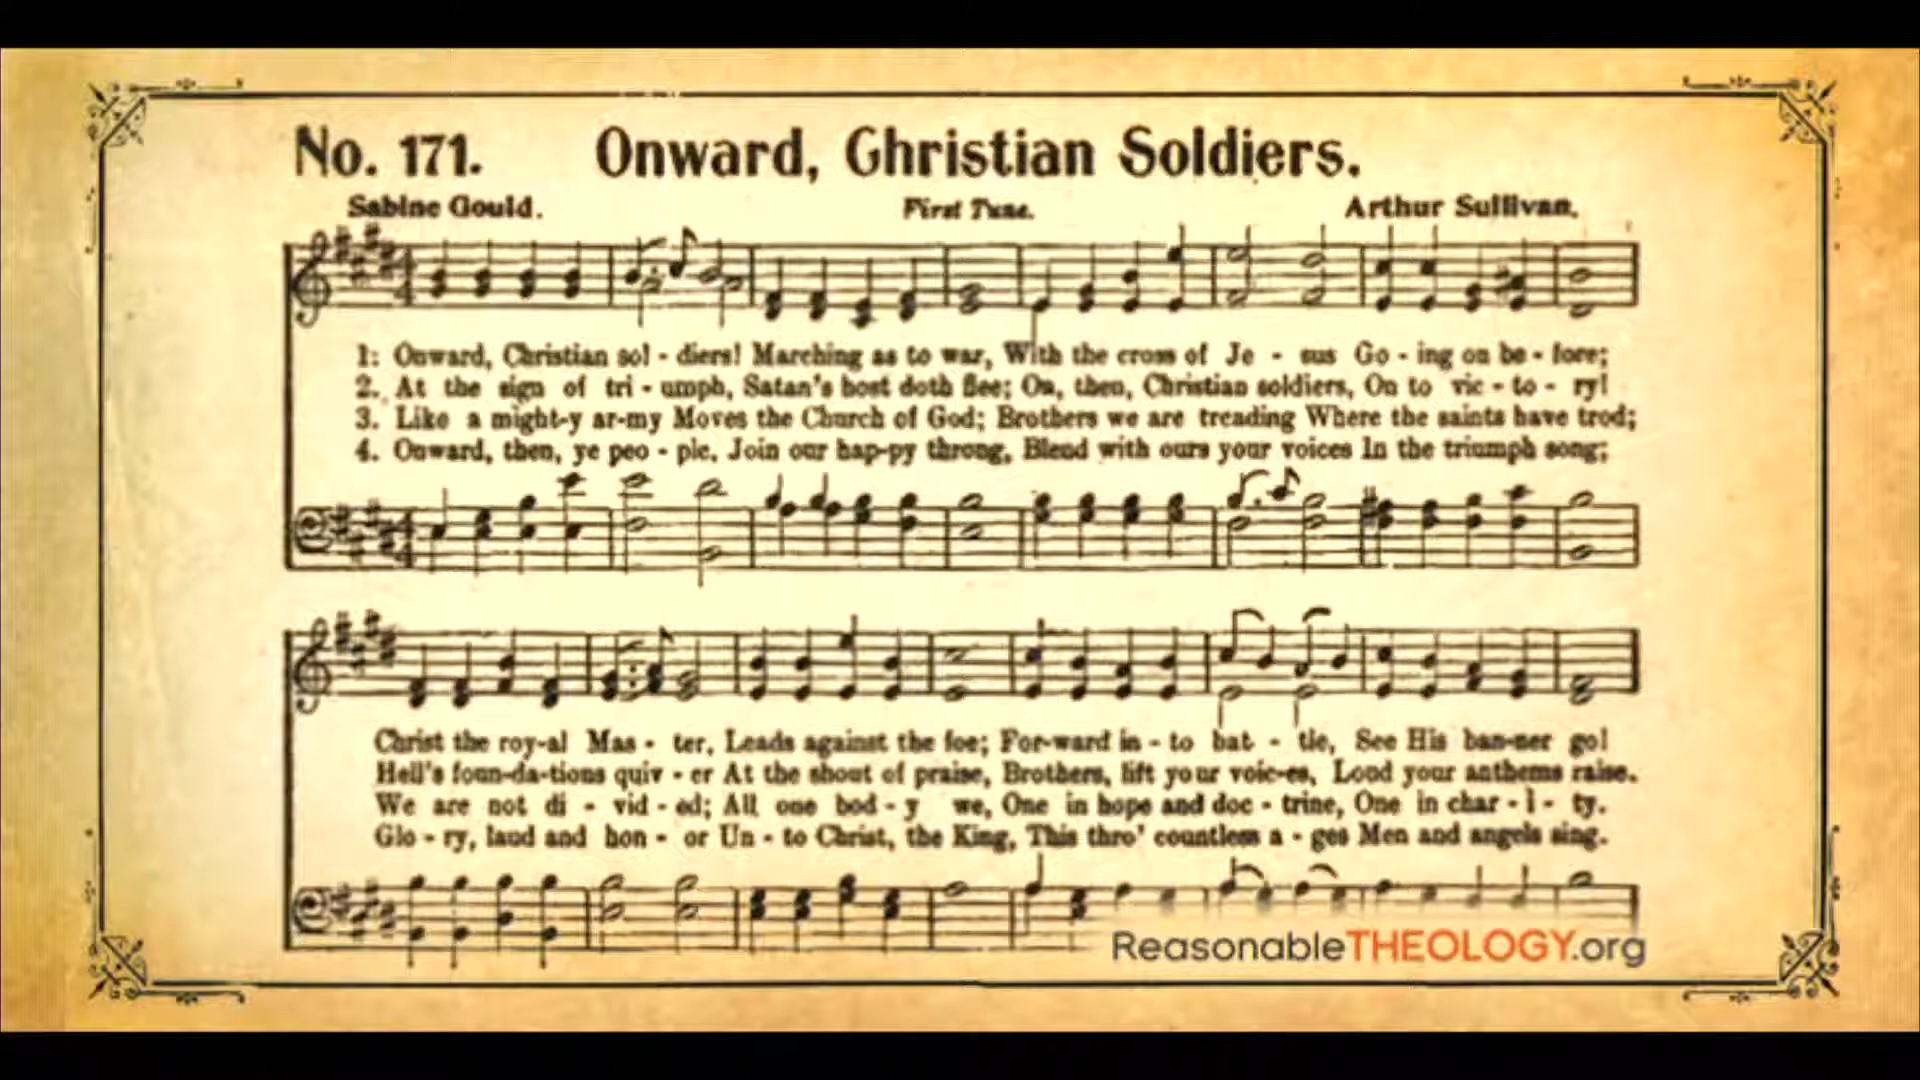 No. 171. Onward, Christian Soldiers.
Sabine Gould. First Tune. Arthur Sullivan.
1. Onward, Christian sol - diers! Marching as to war, With the cross of Je - sus Go - ing on be - fore;
2. At the sign of tri - umph, Satan's host doth flee; On, then, Christian soldiers, On to vic - to - ry!
3. Like a might-y ar-my Moves the Church of God; Brothers we are treading Where the saints have trod;
4. Onward, then, ye peo - ple, Join our hap-py throng, Blend with ours your voices In the triumph song;
Christ the roy-al Mas - ter, Leads against the foe; For-ward in - to bat - tle, See His ban-ner go!
Hell's foun-da-tions quiv - er At the shout of praise, Brothers, lift your voic-es, Loud your anthems raise.
We are not di - vid - ed; All one bod - y we, One in hope and doc - trine, One in char - i - ty.
Glo - ry, laud and hon - or Un - to Christ, the King, This thro' countless a - ges Men and angels sing.
ReasonableTHEOLOGY.org